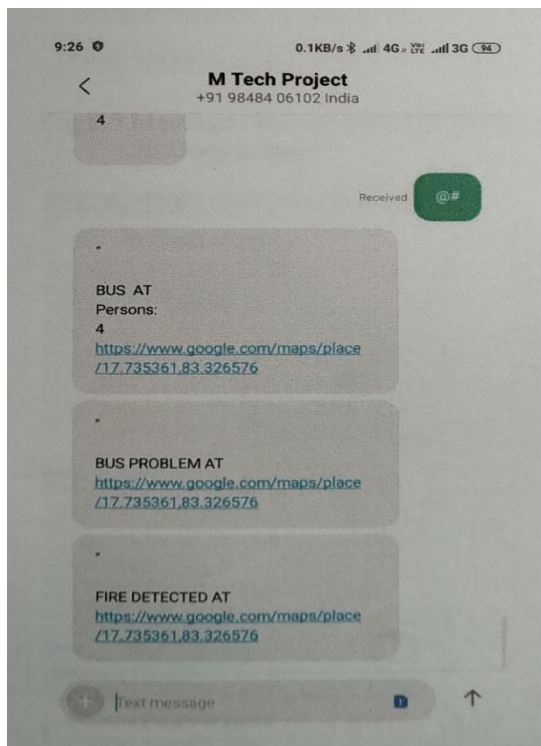 9:26
0.1KB/s 4G VoLTE 3G 94
M Tech Project
+91 98484 06102 India
4
Received @#
"
BUS AT
Persons:
4
https://www.google.com/maps/place
/17.735361,83.326576
"
BUS PROBLEM AT
https://www.google.com/maps/place
/17.735361,83.326576
"
FIRE DETECTED AT
https://www.google.com/maps/place
/17.735361,83.326576
Text message
1